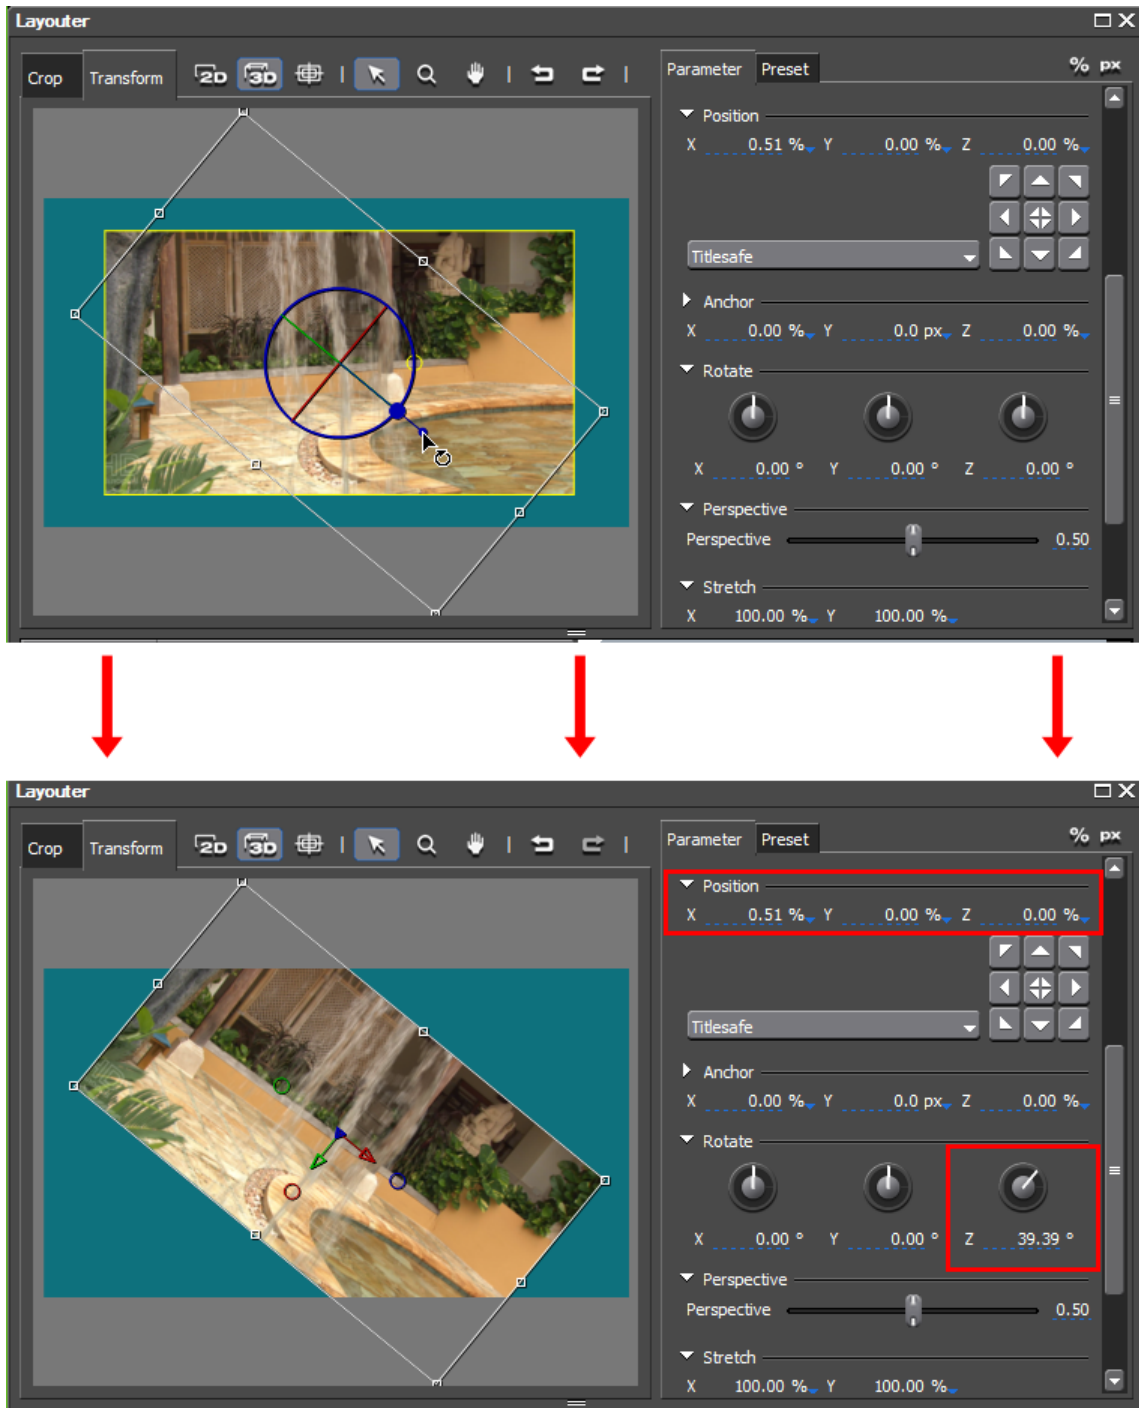 Layouter
Crop Transform 2D 3D Parameter Preset % px
Position
X 0.51 % Y 0.00 % Z 0.00 %
Titlesafe
Anchor
X 0.00 % Y 0.0 px Z 0.00 %
Rotate
X 0.00 ° Y 0.00 ° Z 0.00 °
Perspective
Perspective 0.50
Stretch
X 100.00 % Y 100.00 %
Layouter
Crop Transform 2D 3D Parameter Preset % px
Position
X 0.51 % Y 0.00 % Z 0.00 %
Titlesafe
Anchor
X 0.00 % Y 0.0 px Z 0.00 %
Rotate
X 0.00 ° Y 0.00 ° Z 39.39 °
Perspective
Perspective 0.50
Stretch
X 100.00 % Y 100.00 %